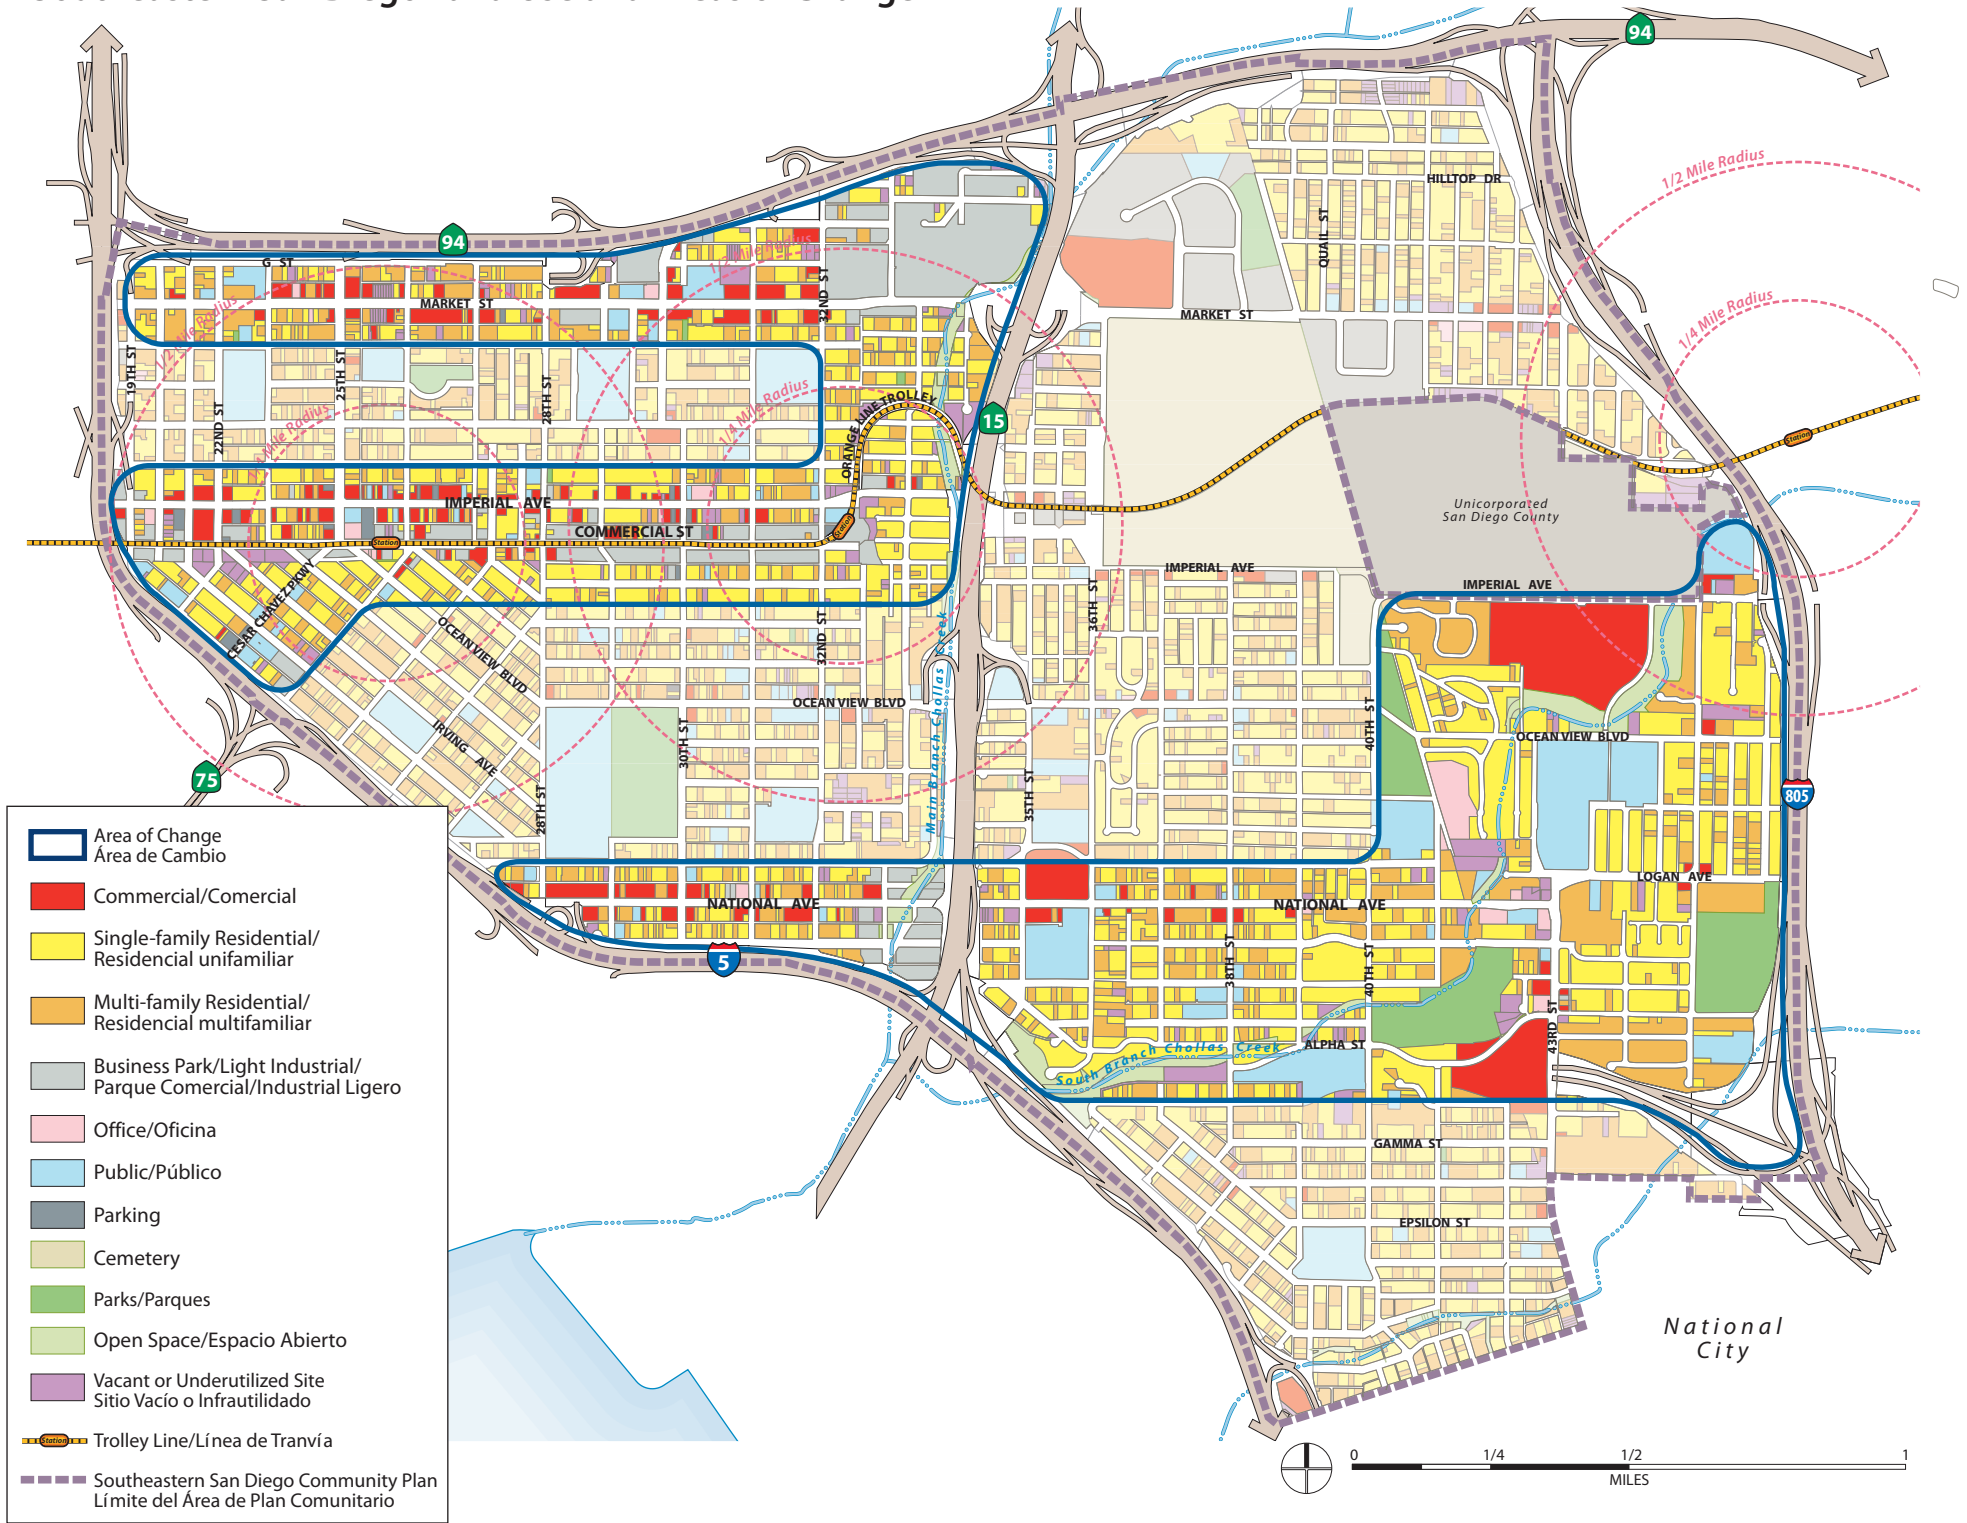 94
94
1/2 Mile Radius
HILLTOP DR
QUAIL ST
1/2 Mile Radius
G ST
32ND ST
1/4 Mile Radius
MARKET ST
1/2 Mile Radius
MARKET ST
19TH ST
25TH ST
28TH ST
22ND ST
1/4 Mile Radius
ORANGE LINE TROLLEY
15
Mile Radius
Station
IMPERIAL AVE
Unicorporated
San Diego County
COMMERCIAL ST
Station
Station
IMPERIAL AVE
IMPERIAL AVE
CESAR CHAVEZ PKWY
36TH ST
32ND ST
OCEAN VIEW BLVD
Main Branch Chollas Creek
OCEAN VIEW BLVD
40TH ST
OCEAN VIEW BLVD
IRVING AVE
30TH ST
75
28TH ST
35TH ST
805
LOGAN AVE
NATIONAL AVE
NATIONAL AVE
5
38TH ST
40TH ST
43RD ST
ALPHA ST
South Branch Chollas Creek
GAMMA ST
EPSILON ST
National
City
Area of Change
Área de Cambio
Commercial/Comercial
Single-family Residential/
Residencial unifamiliar
Multi-family Residential/
Residencial multifamiliar
Business Park/Light Industrial/
Parque Comercial/Industrial Ligero
Office/Oficina
Public/Público
Parking
Cemetery
Parks/Parques
Open Space/Espacio Abierto
Vacant or Underutilized Site
Sitio Vacío o Infrautilidado
Station
Trolley Line/Línea de Tranvía
Southeastern San Diego Community Plan
Límite del Área de Plan Comunitario
0 1/4 1/2 1
MILES